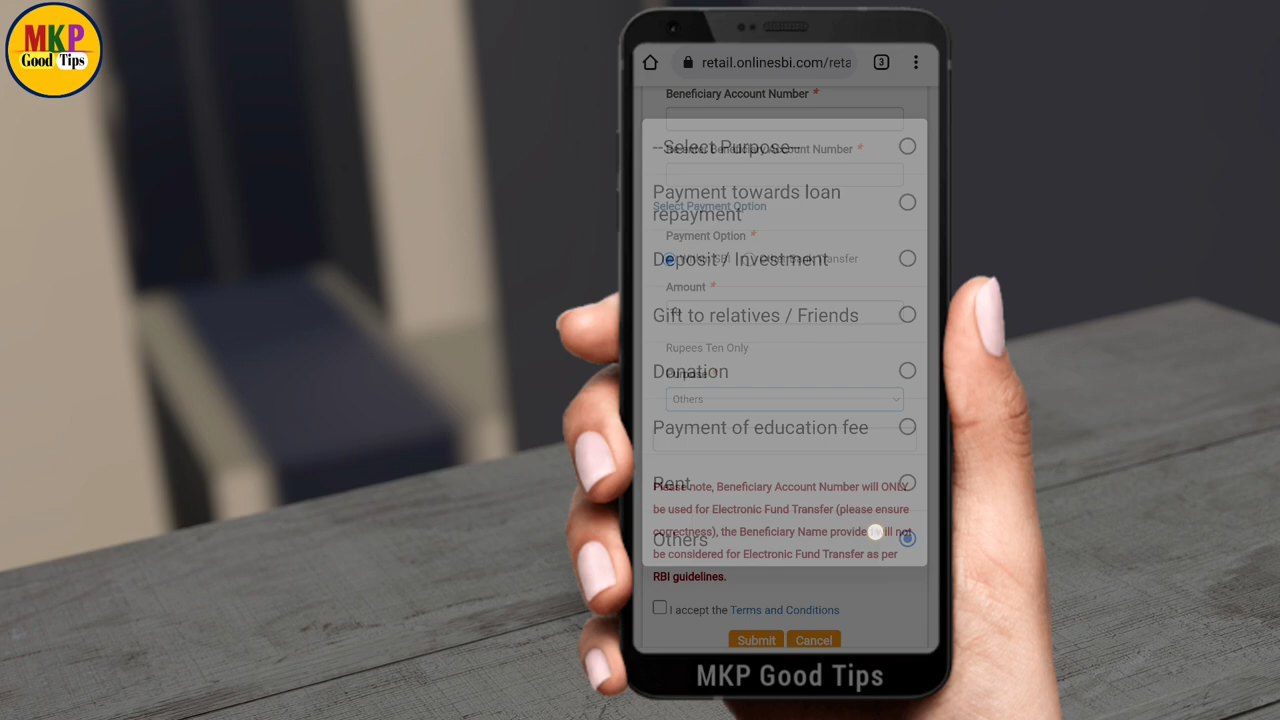 MKP
Good Tips
retail.onlinesbi.com/reta
3
Beneficiary Account Number *
--Select Purpose--
Beneficiary Account Number *
Payment towards loan
repayment
Select Payment Option
Payment Option *
Deposit / Investment
Amount *
Gift to relatives / Friends
Rupees Ten Only
Donation
Purpose *
Others
Payment of education fee
Rent
Please note, Beneficiary Account Number will ONLY
be used for Electronic Fund Transfer (please ensure
correctness), the Beneficiary Name provided will not
Others
be considered for Electronic Fund Transfer as per
RBI guidelines.
I accept the Terms and Conditions
Submit Cancel
MKP Good Tips